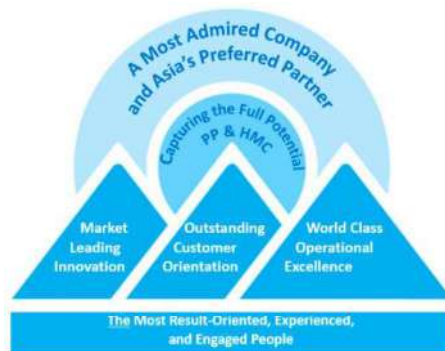 A Most Admired Company
and Asia's Preferred Partner
Capturing the Full Potential
PP & HMC
Market
Leading
Innovation
Outstanding
Customer
Orientation
World Class
Operational
Excellence
The Most Result-Oriented, Experienced,
and Engaged People